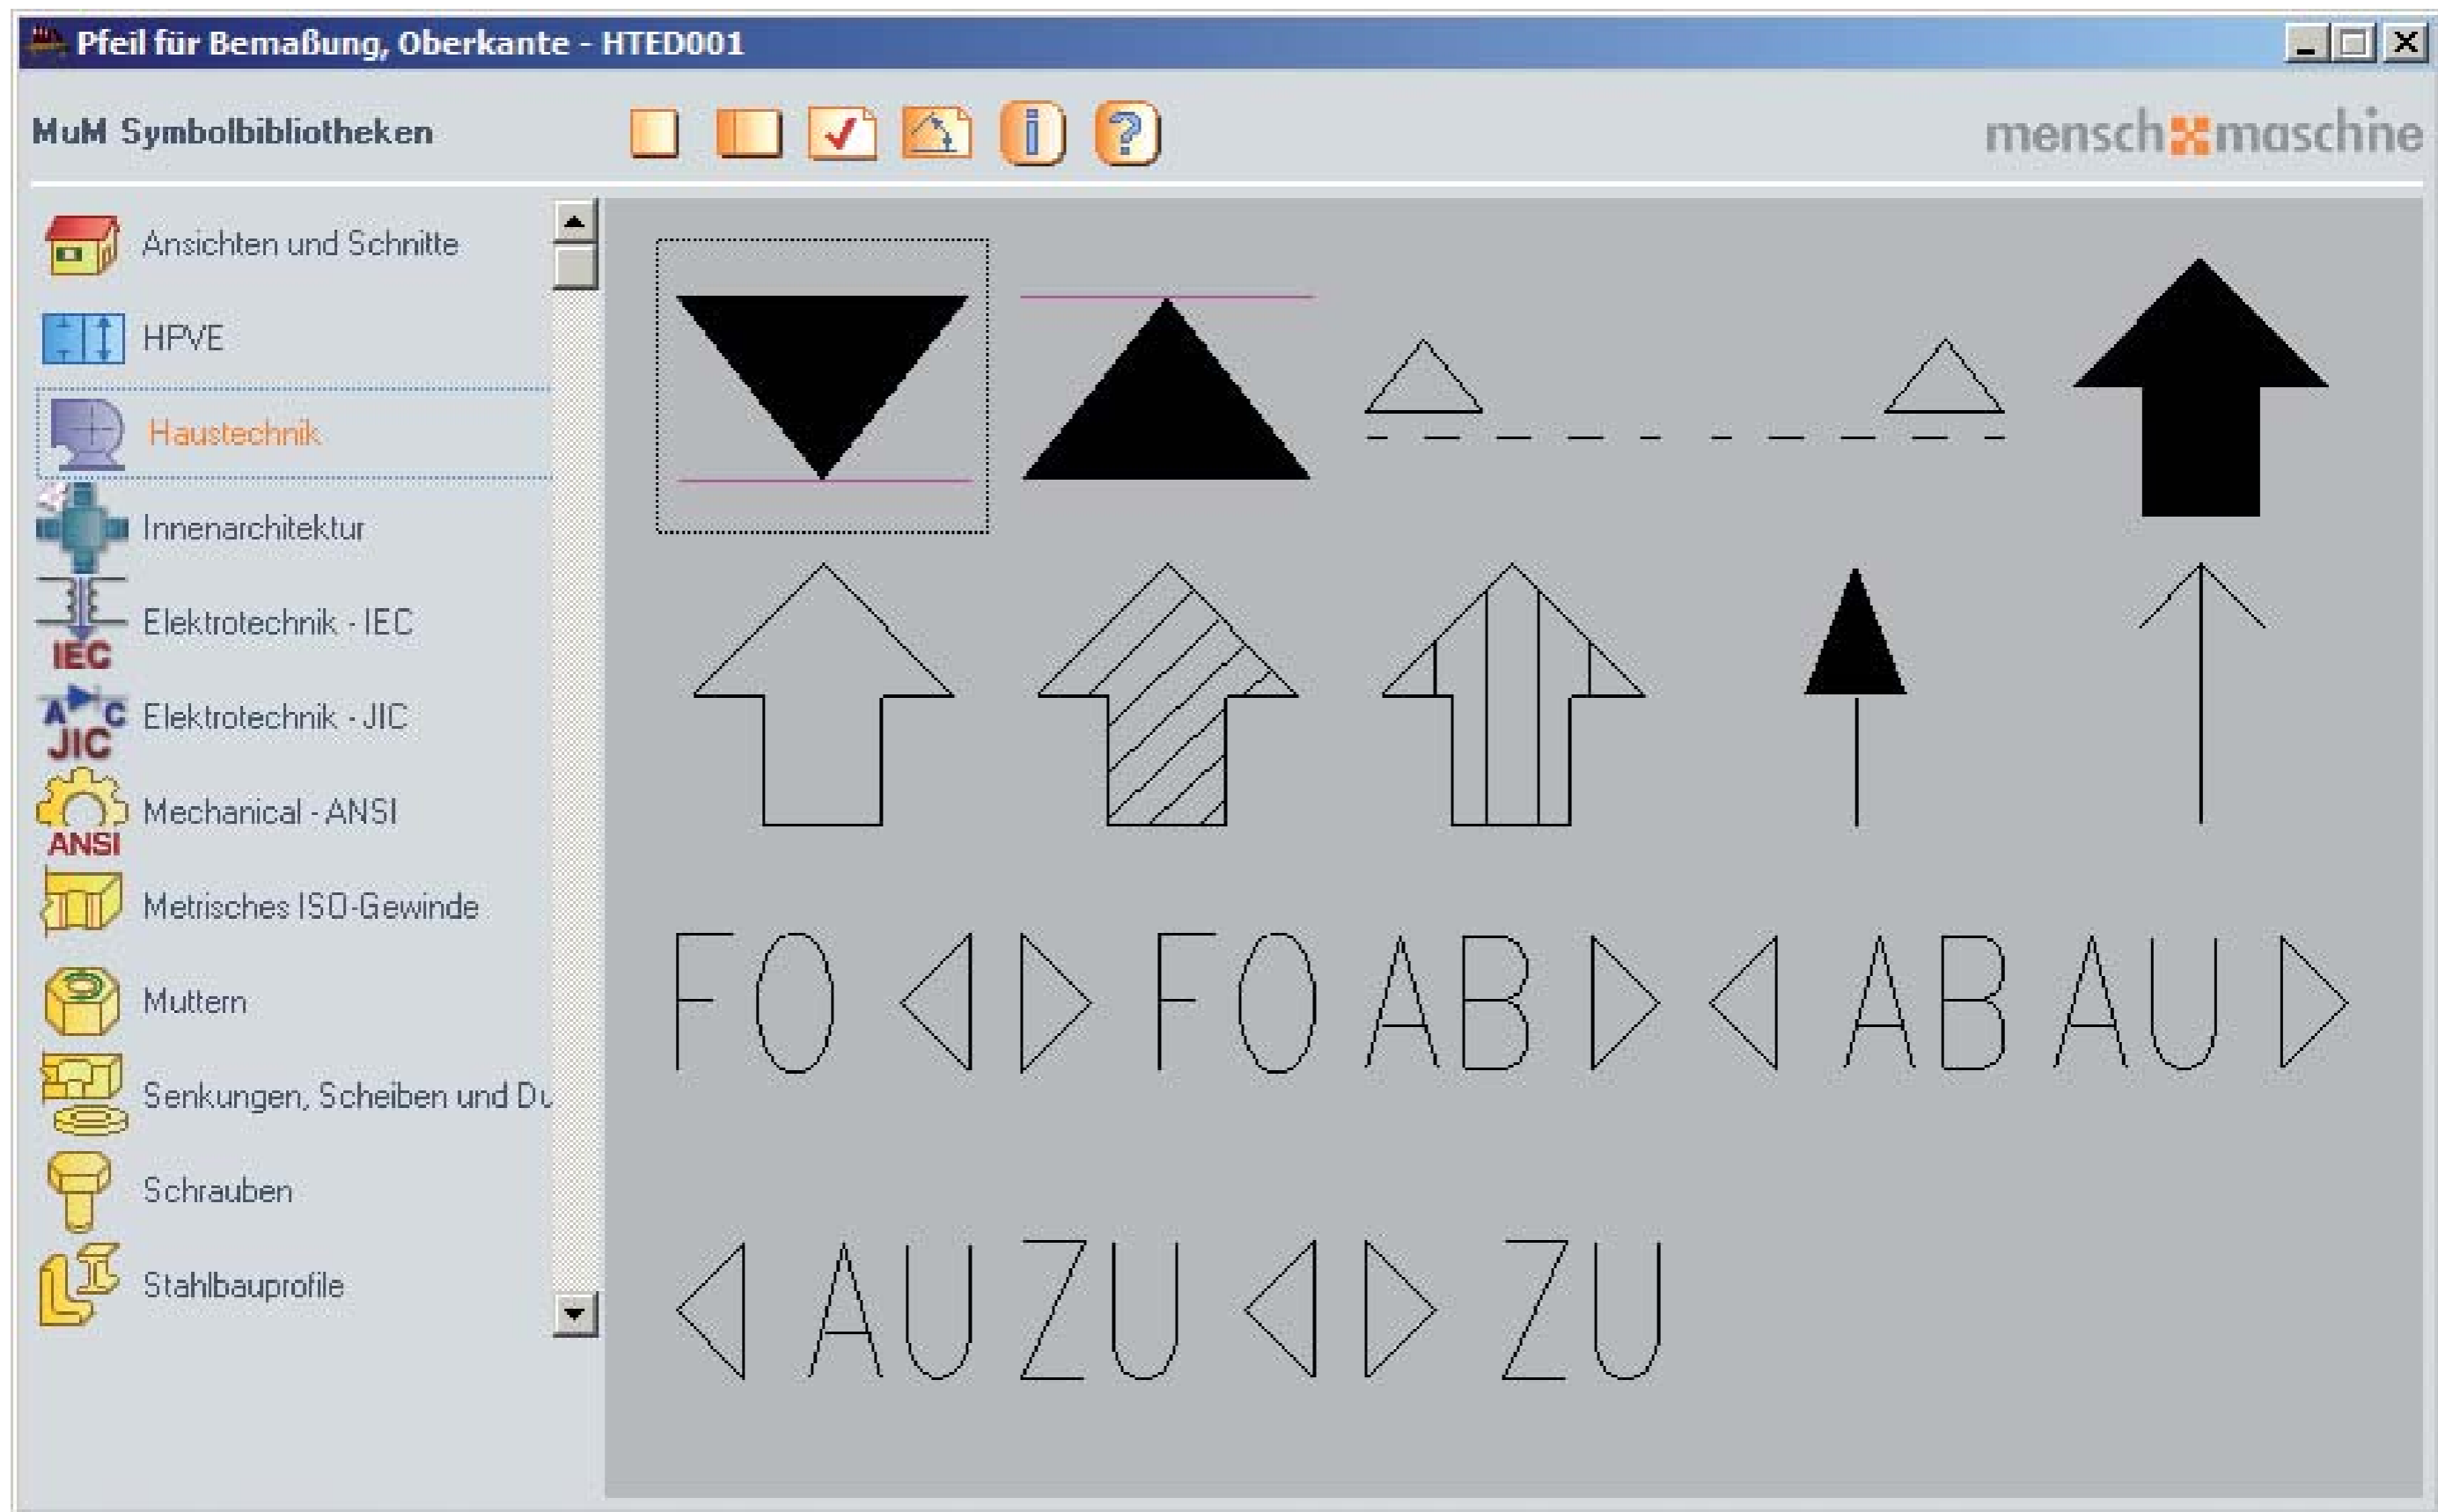 Pfeil für Bemaßung, Oberkante - HTED001
MuM Symbolbibliotheken
i ?
mensch maschine
Ansichten und Schnitte
HPVE
Haustechnik
Innenarchitektur
IEC
Elektrotechnik - IEC
A C
JIC
Elektrotechnik - JIC
ANSI
Mechanical - ANSI
Metrisches ISO-Gewinde
Muttern
Senkungen, Scheiben und Du
Schrauben
Stahlbauprofile
FO FO AB AB AU
AU ZU ZU